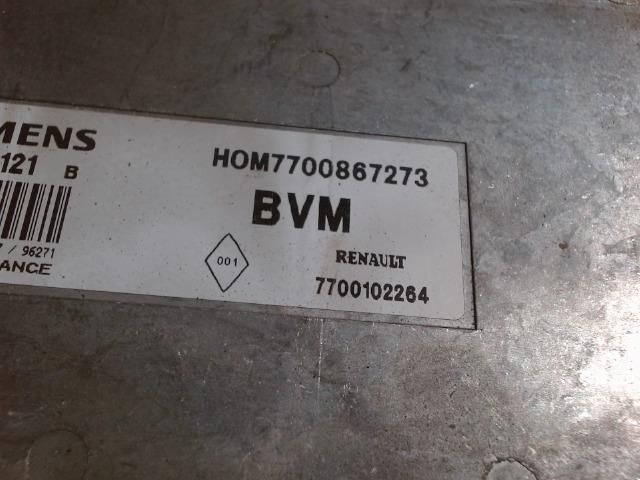 MENS
121 B
/ 96271
ANCE
HOM7700867273
BVM
001
RENAULT
7700102264